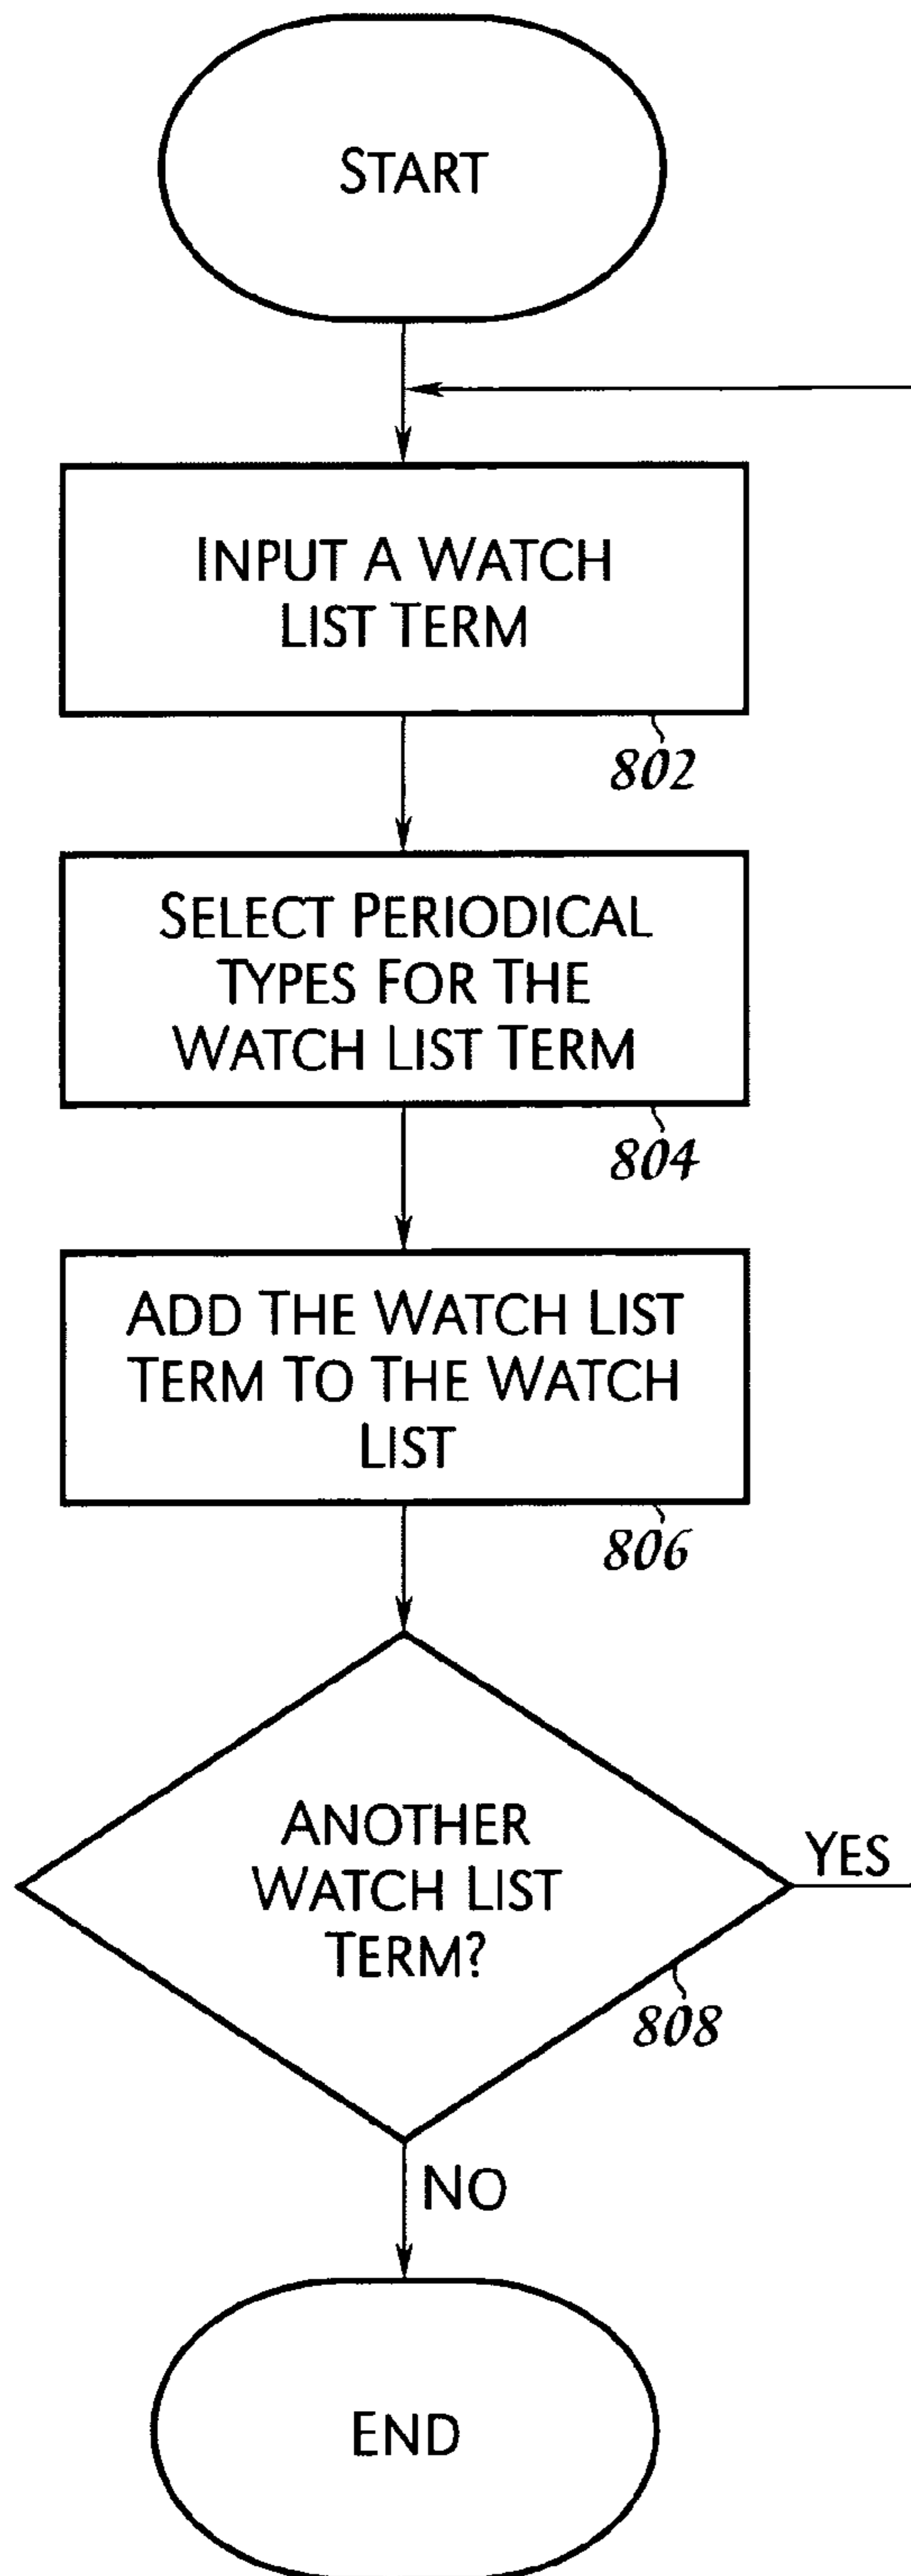 START
INPUT A WATCH
LIST TERM
802
SELECT PERIODICAL
TYPES FOR THE
WATCH LIST TERM
804
ADD THE WATCH LIST
TERM TO THE WATCH
LIST
806
ANOTHER
WATCH LIST
TERM?
YES
808
NO
END